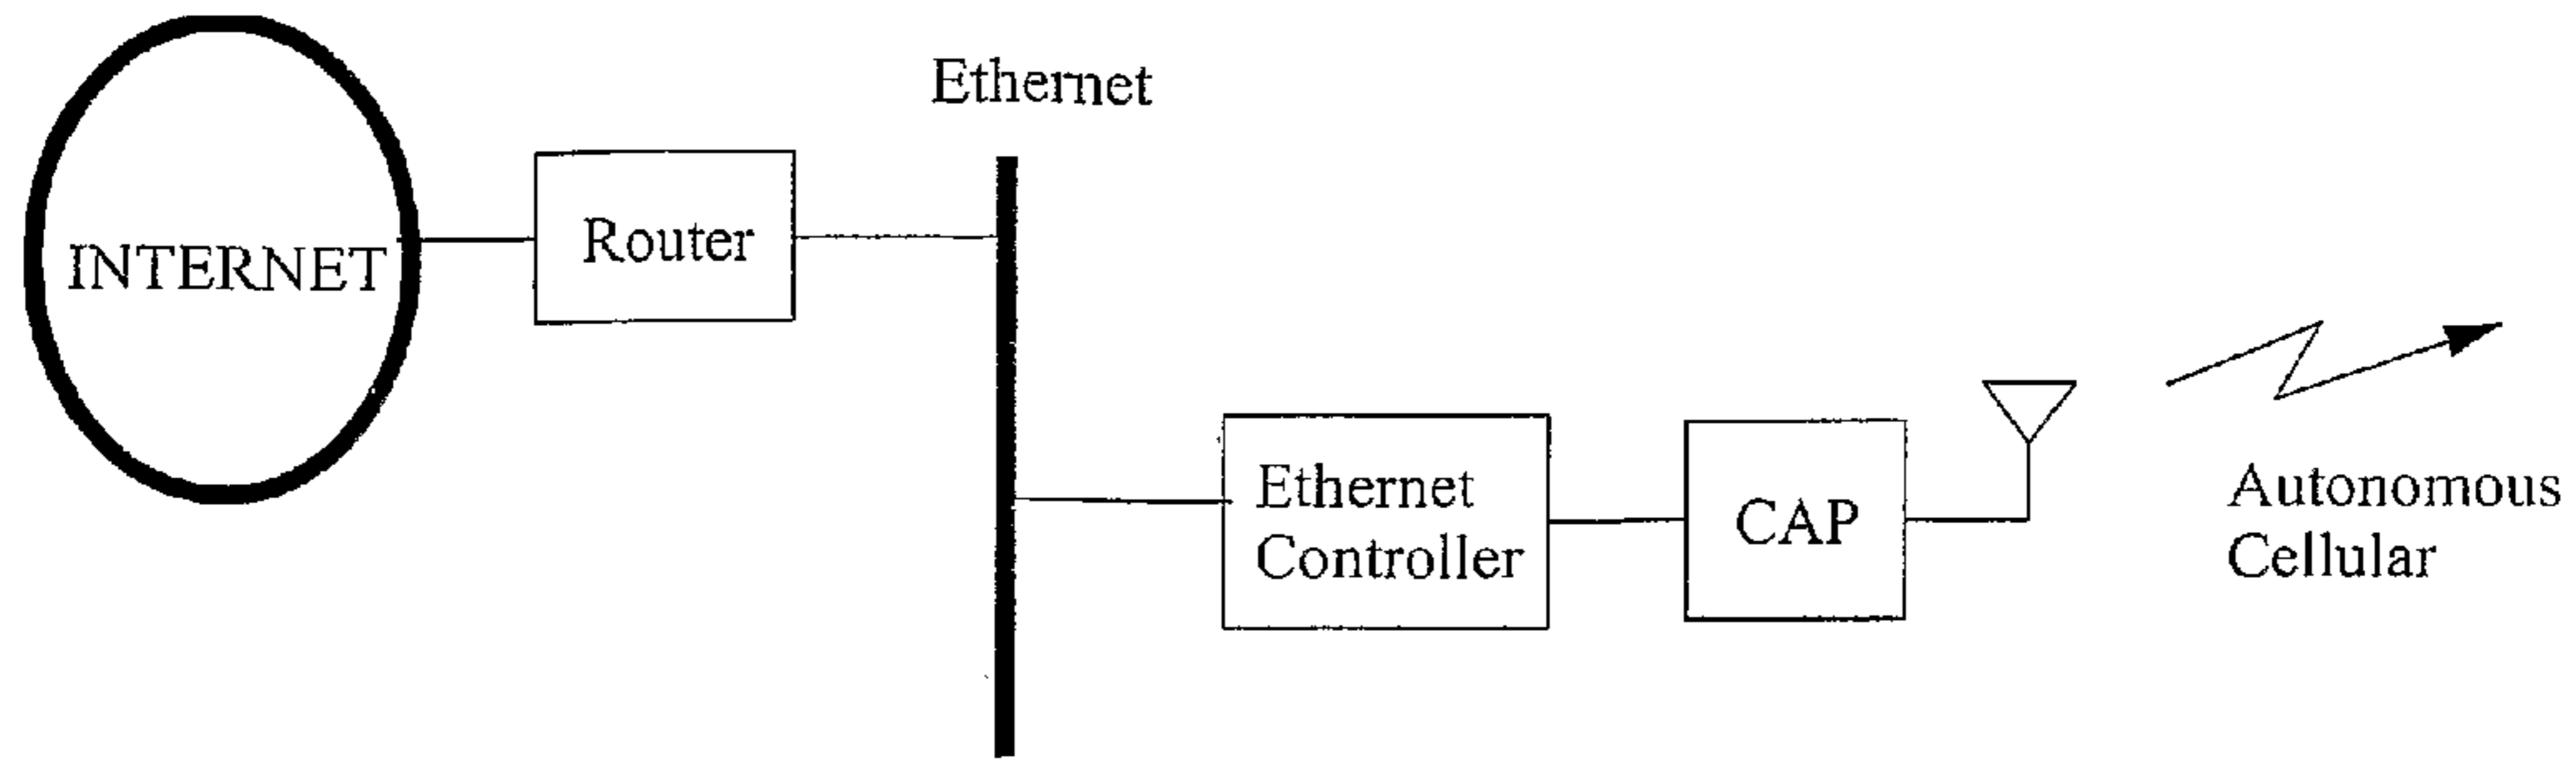 Ethernet
INTERNET
Router
Ethernet
Controller
CAP
Autonomous
Cellular